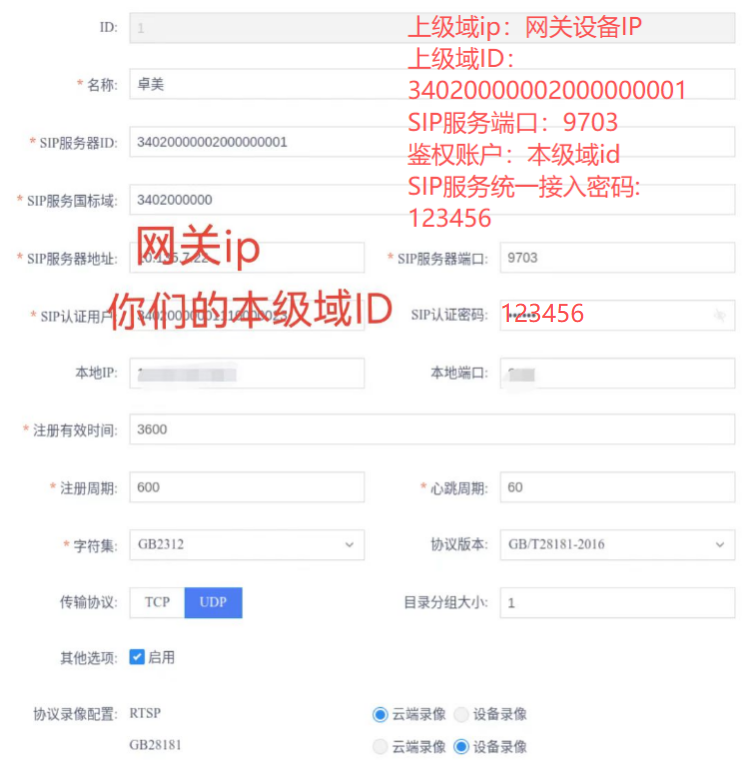 ID: 1
上级域ip：网关设备IP
上级域ID：
34020000002000000001
SIP服务端口：9703
鉴权账户：本级域id
SIP服务统一接入密码:
123456
* 名称: 卓美
* SIP服务器ID: 34020000002000000001
* SIP服务国标域: 3402000000
网关ip
* SIP服务器地址:
* SIP服务器端口: 9703
你们的本级域ID
* SIP认证用户
SIP认证密码: 123456
本地IP:
本地端口:
* 注册有效时间: 3600
* 注册周期: 600
* 心跳周期: 60
* 字符集: GB2312
协议版本: GB/T28181-2016
传输协议: TCP UDP
目录分组大小: 1
其他选项: 启用
协议录像配置: RTSP 云端录像 设备录像
GB28181 云端录像 设备录像